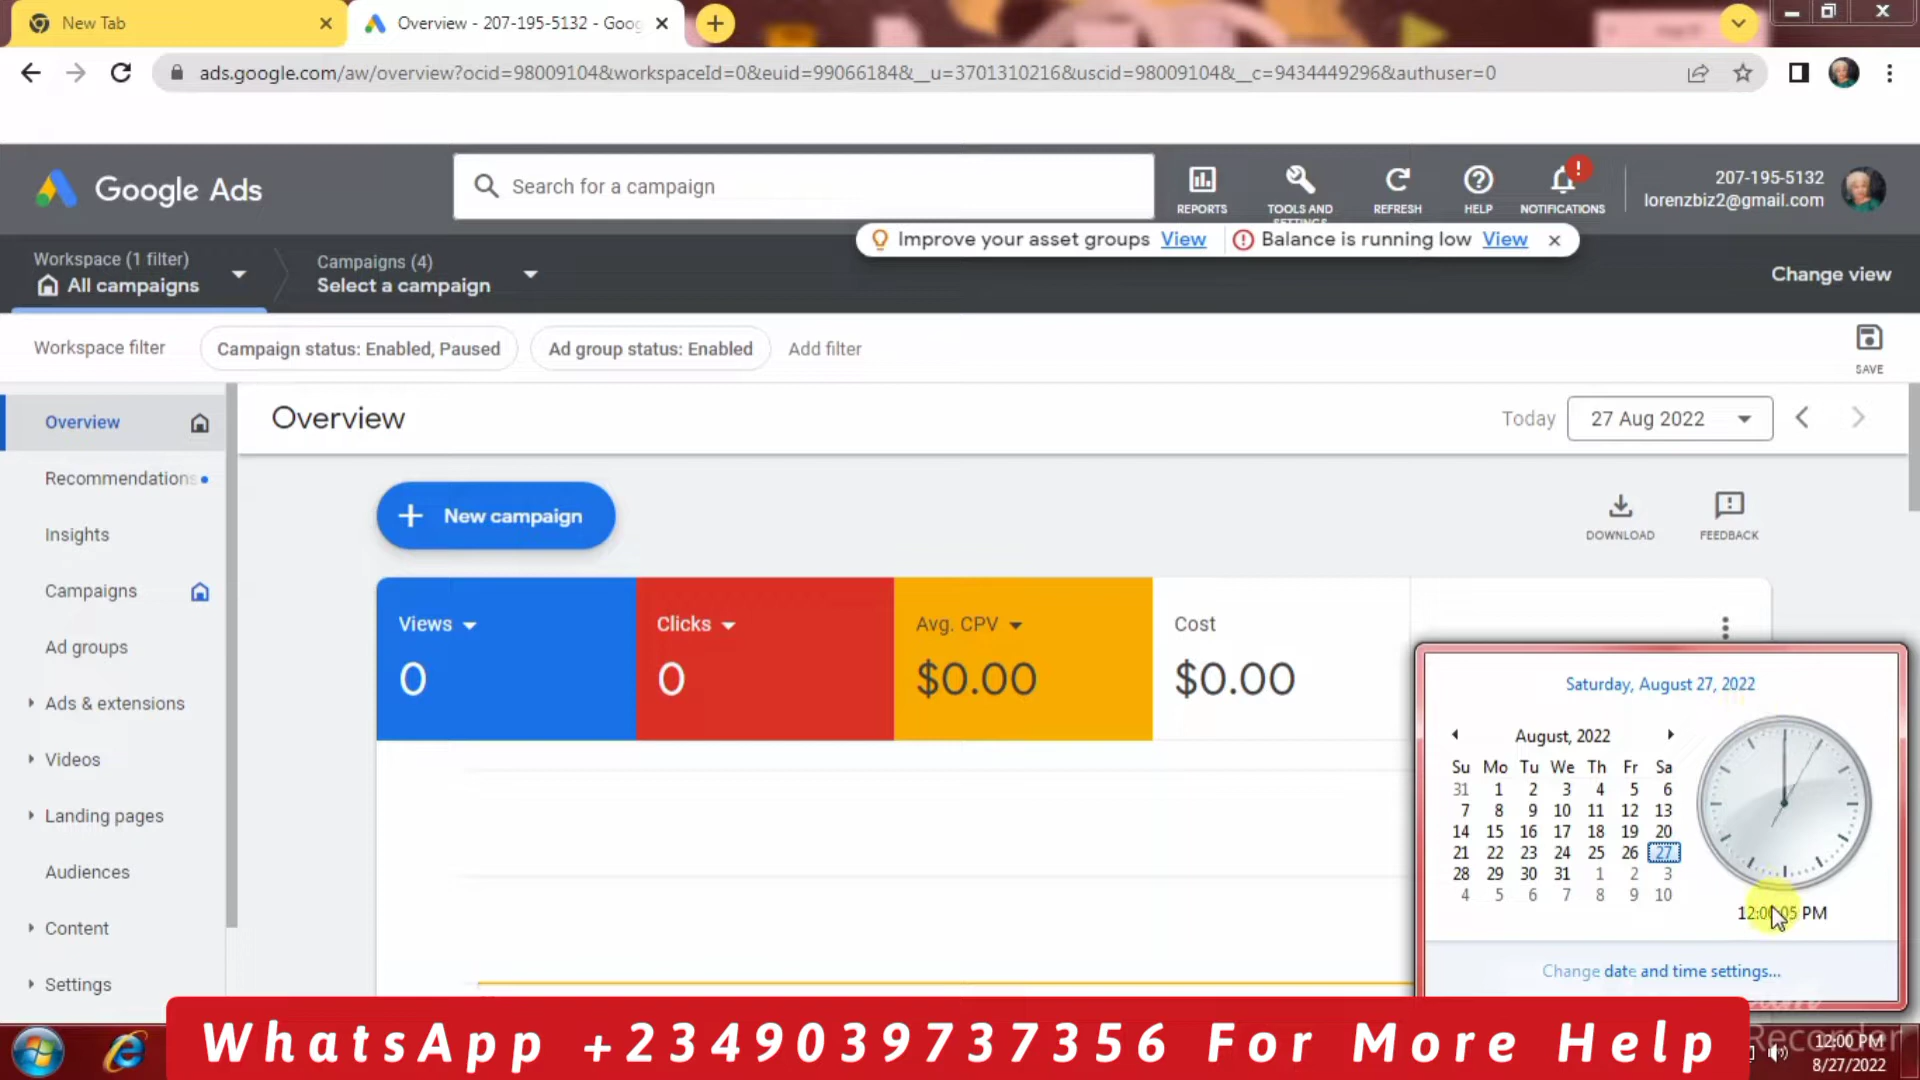 New Tab
Overview - 207-195-5132 - Goog
ads.google.com/aw/overview?ocid=98009104&workspaceId=0&euid=99066184&__u=3701310216&uscid=98009104&__c=9434449296&authuser=0
Google Ads
Search for a campaign
REPORTS
TOOLS AND SETTINGS
REFRESH
HELP
NOTIFICATIONS
207-195-5132
lorenzbiz2@gmail.com
Improve your asset groups View
Balance is running low View
Workspace (1 filter)
All campaigns
Campaigns (4)
Select a campaign
Change view
Workspace filter
Campaign status: Enabled, Paused
Ad group status: Enabled
Add filter
SAVE
Overview
Recommendations
Insights
Campaigns
Ad groups
Ads & extensions
Videos
Landing pages
Audiences
Content
Settings
Overview
Today
27 Aug 2022
New campaign
DOWNLOAD
FEEDBACK
Views
0
Clicks
0
Avg. CPV
$0.00
Cost
$0.00
Saturday, August 27, 2022
August, 2022
Su Mo Tu We Th Fr Sa
31 1 2 3 4 5 6
7 8 9 10 11 12 13
14 15 16 17 18 19 20
21 22 23 24 25 26 27
28 29 30 31 1 2 3
4 5 6 7 8 9 10
12:00:05 PM
Change date and time settings...
WhatsApp +2349039737356 For More Help
Recorder
12:00 PM
8/27/2022